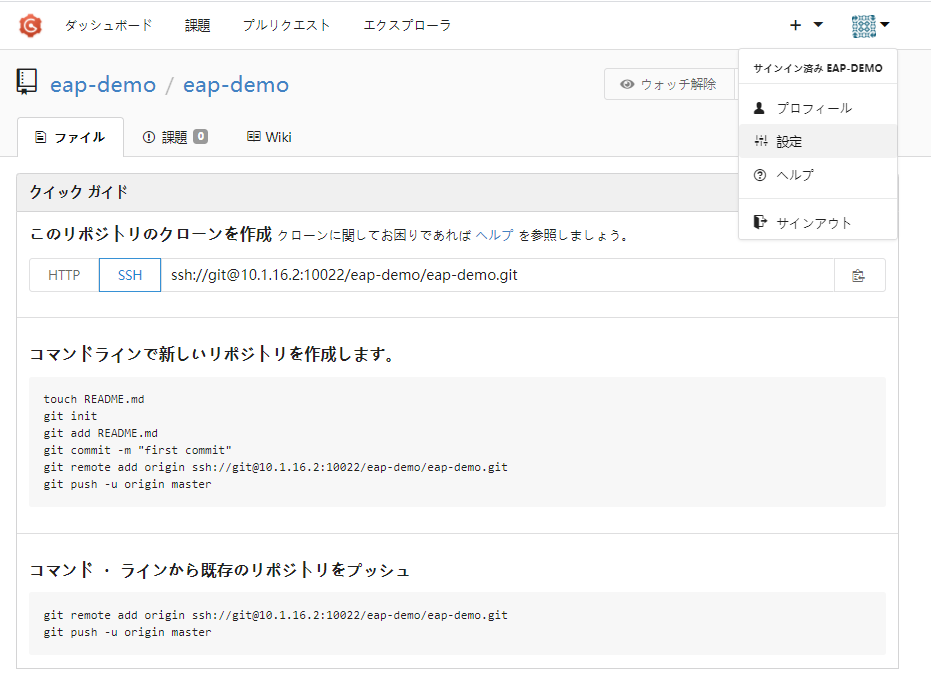 ダッシュボード 課題 プルリクエスト エクスプローラ
サインイン済み EAP-DEMO
プロフィール
設定
ヘルプ
サインアウト
eap-demo / eap-demo
ウォッチ解除
ファイル 課題 0 Wiki
クイック ガイド
このリポジトリのクローンを作成 クローンに関してお困りであれば ヘルプ を参照しましょう。
HTTP SSH ssh://git@10.1.16.2:10022/eap-demo/eap-demo.git
コマンドラインで新しいリポジトリを作成します。
touch README.md
git init
git add README.md
git commit -m "first commit"
git remote add origin ssh://git@10.1.16.2:10022/eap-demo/eap-demo.git
git push -u origin master
コマンド ・ ラインから既存のリポジトリをプッシュ
git remote add origin ssh://git@10.1.16.2:10022/eap-demo/eap-demo.git
git push -u origin master